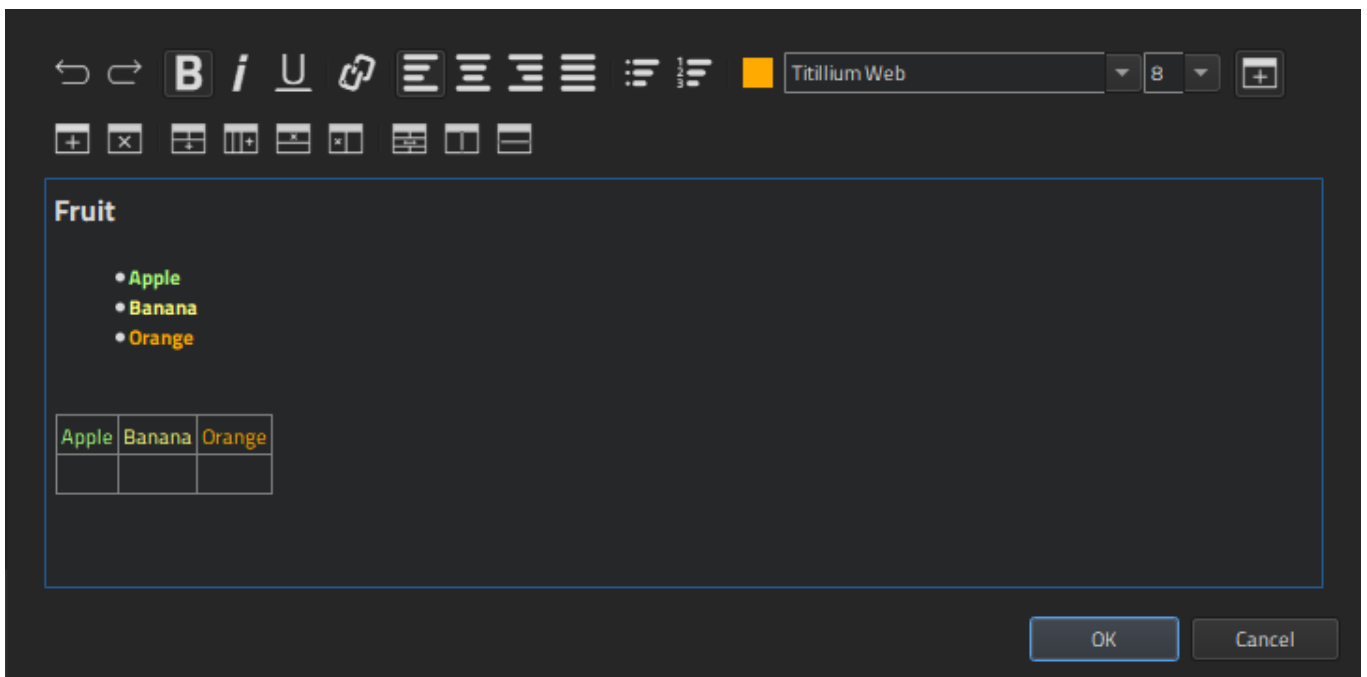 B i U Titillium Web 8
Fruit
• Apple
• Banana
• Orange
Apple Banana Orange
OK Cancel